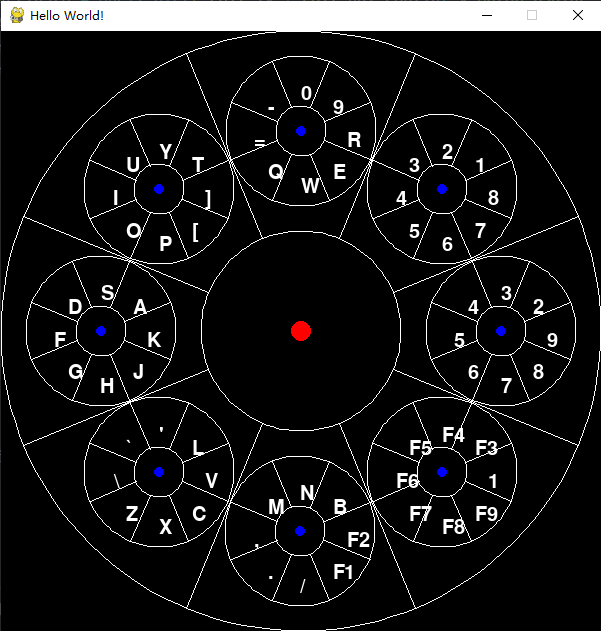 Hello World!
- 0 9
= R
Q W E
U Y T
I ]
O P [
3 2 1
4 8
5 6 7
D S A
F K
G H J
4 3 2
5 9
6 7 8
` ' L
\ V
Z X C
M N B
, F2
. / F1
F5 F4 F3
F6 1
F7 F8 F9